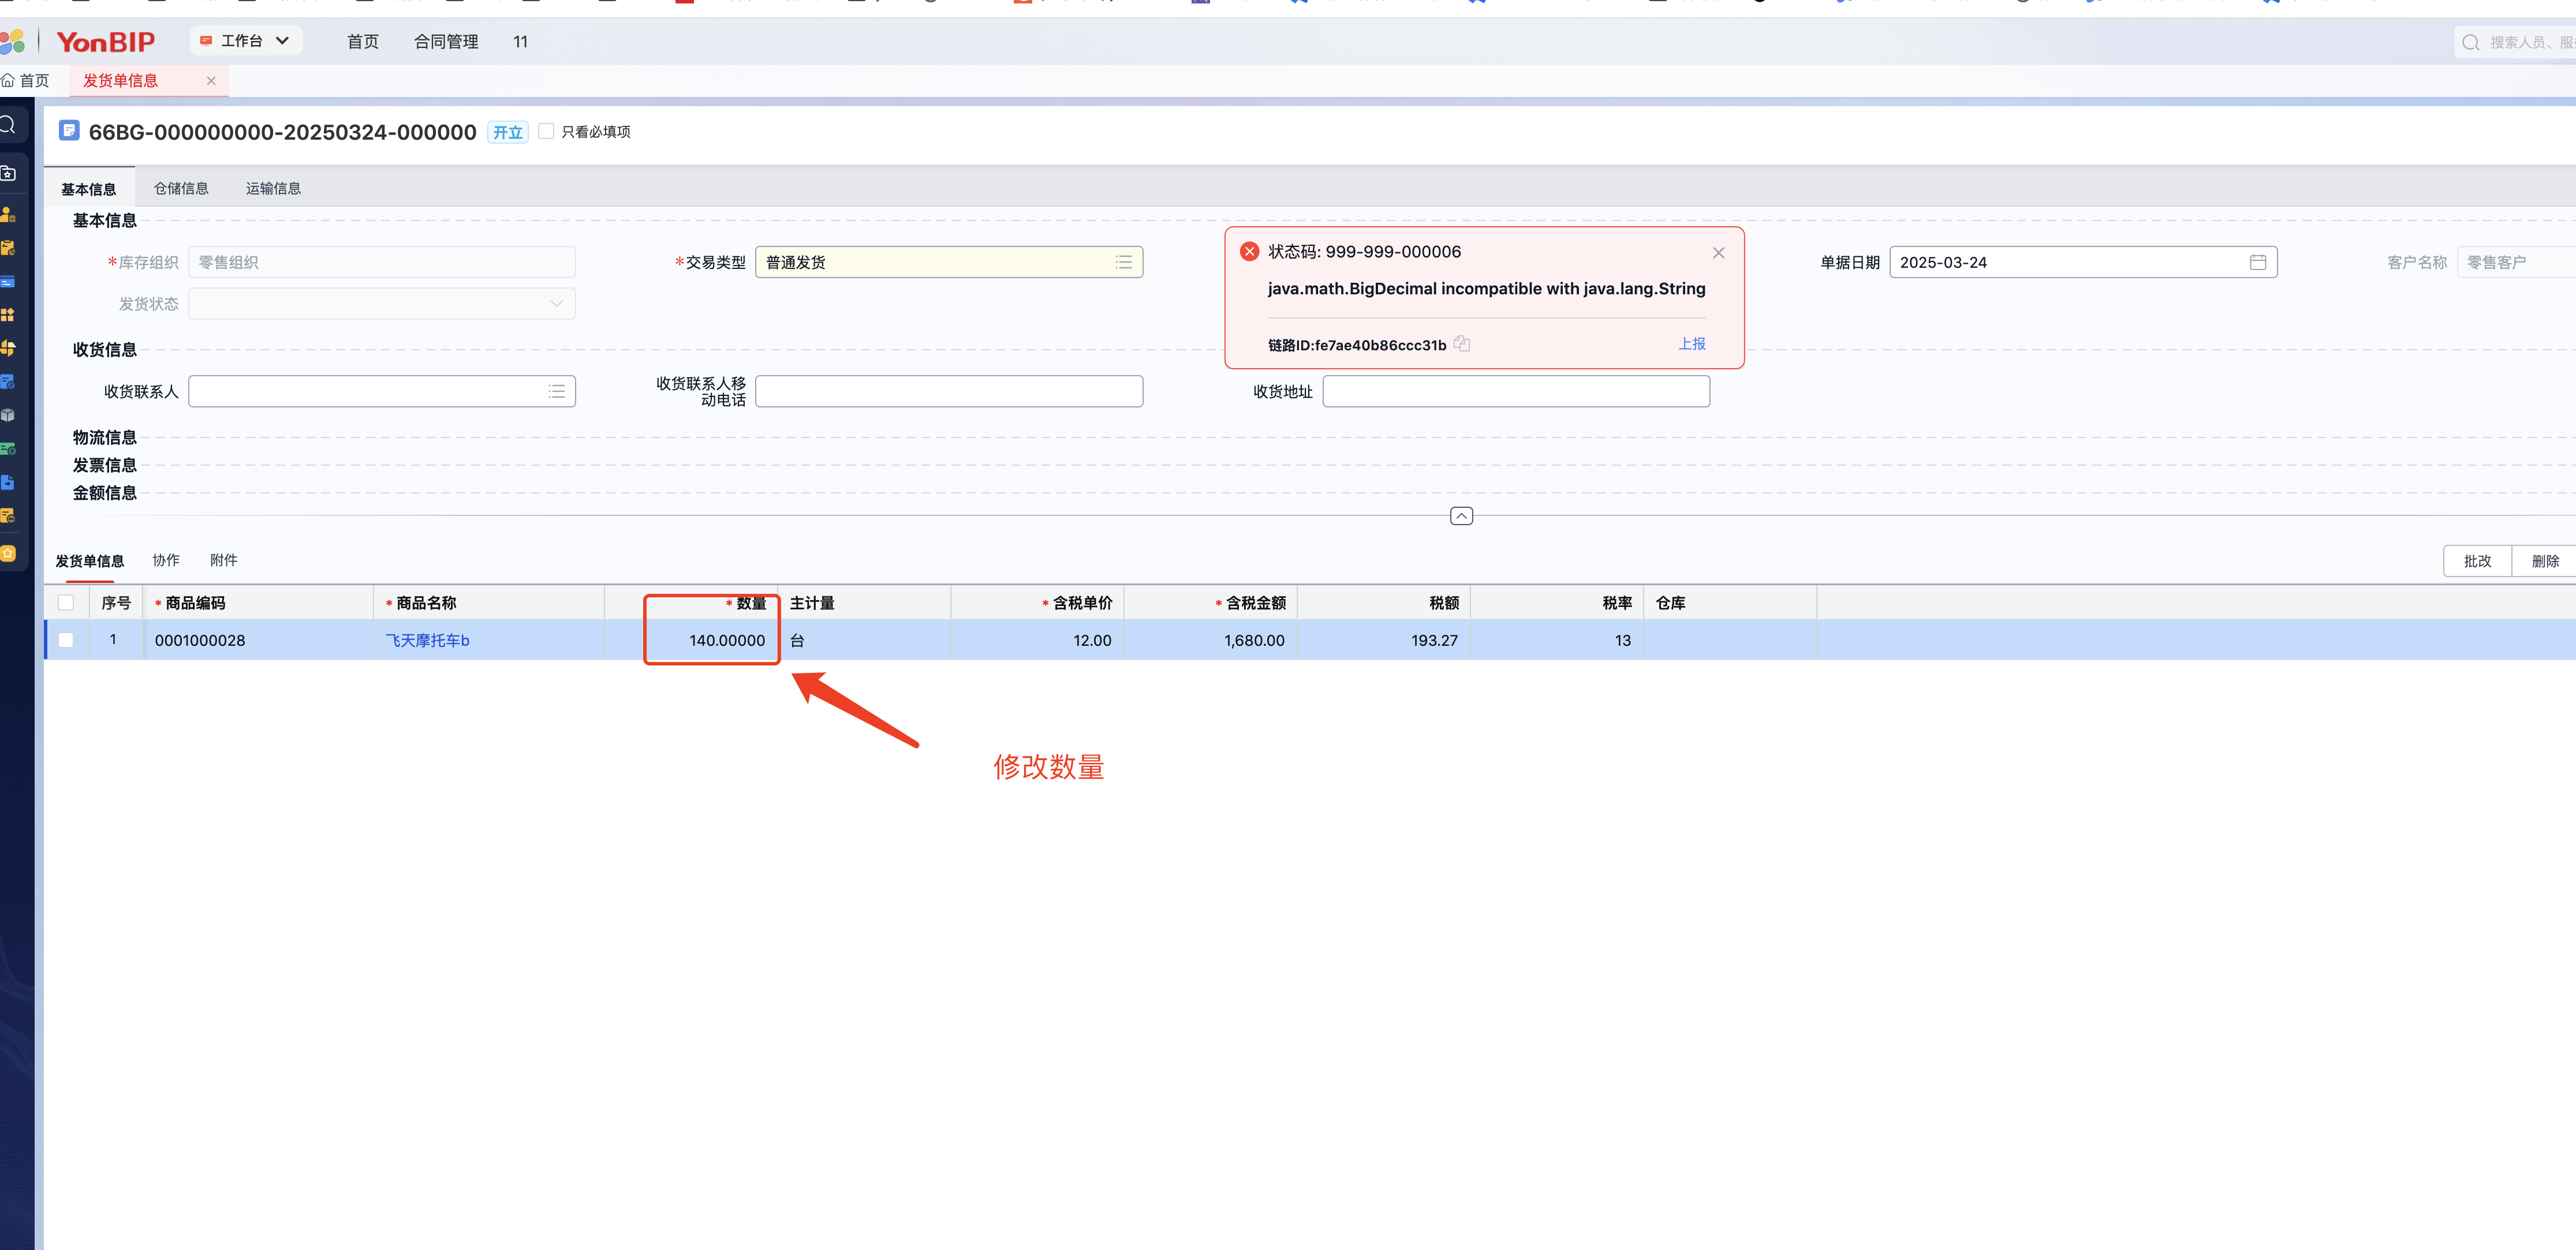 YonBIP
工作台
首页
合同管理
11
搜索人员、服
首页
发货单信息
66BG-000000000-20250324-000000
开立
只看必填项
基本信息
仓储信息
运输信息
基本信息
*库存组织 零售组织
*交易类型 普通发货
单据日期 2025-03-24
客户名称 零售客户
发货状态
状态码: 999-999-000006
java.math.BigDecimal incompatible with java.lang.String
链路ID:fe7ae40b86ccc31b
上报
收货信息
收货联系人
收货联系人移
动电话
收货地址
物流信息
发票信息
金额信息
发货单信息
协作
附件
批改
删除
序号 * 商品编码 * 商品名称 * 数量 主计量 * 含税单价 * 含税金额 税额 税率 仓库
1 0001000028 飞天摩托车b 140.00000 台 12.00 1,680.00 193.27 13
修改数量